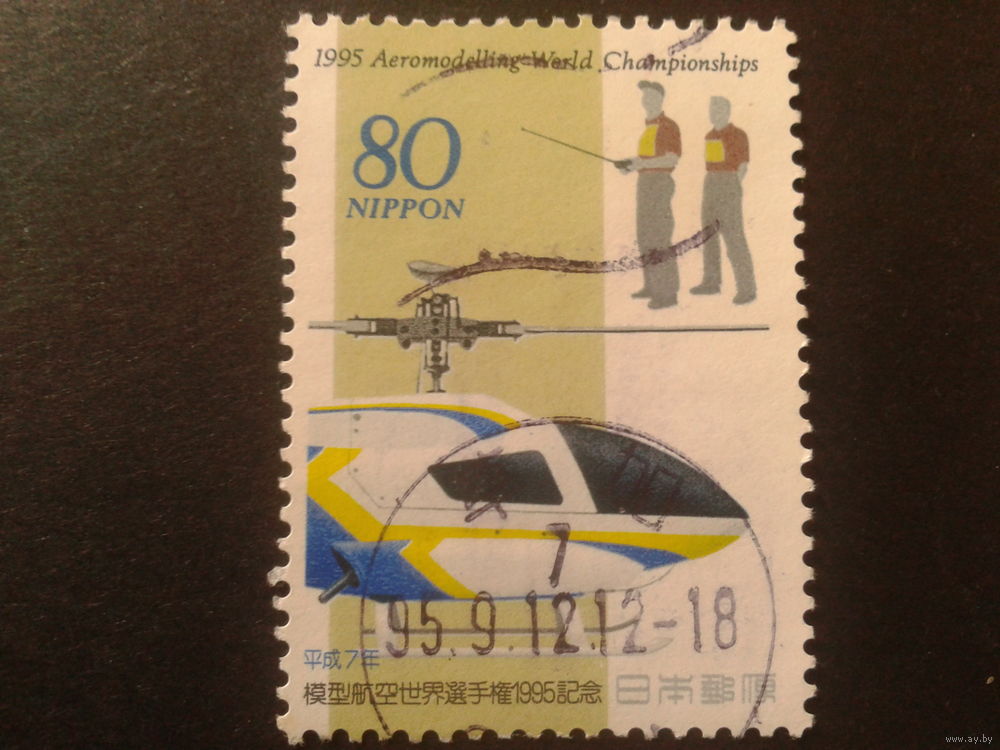 1995 Aeromodelling World Championships
80
NIPPON
7
95.9.12.12-18
平成7年
模型航空世界選手権1995記念 日本郵便
www.ay.by